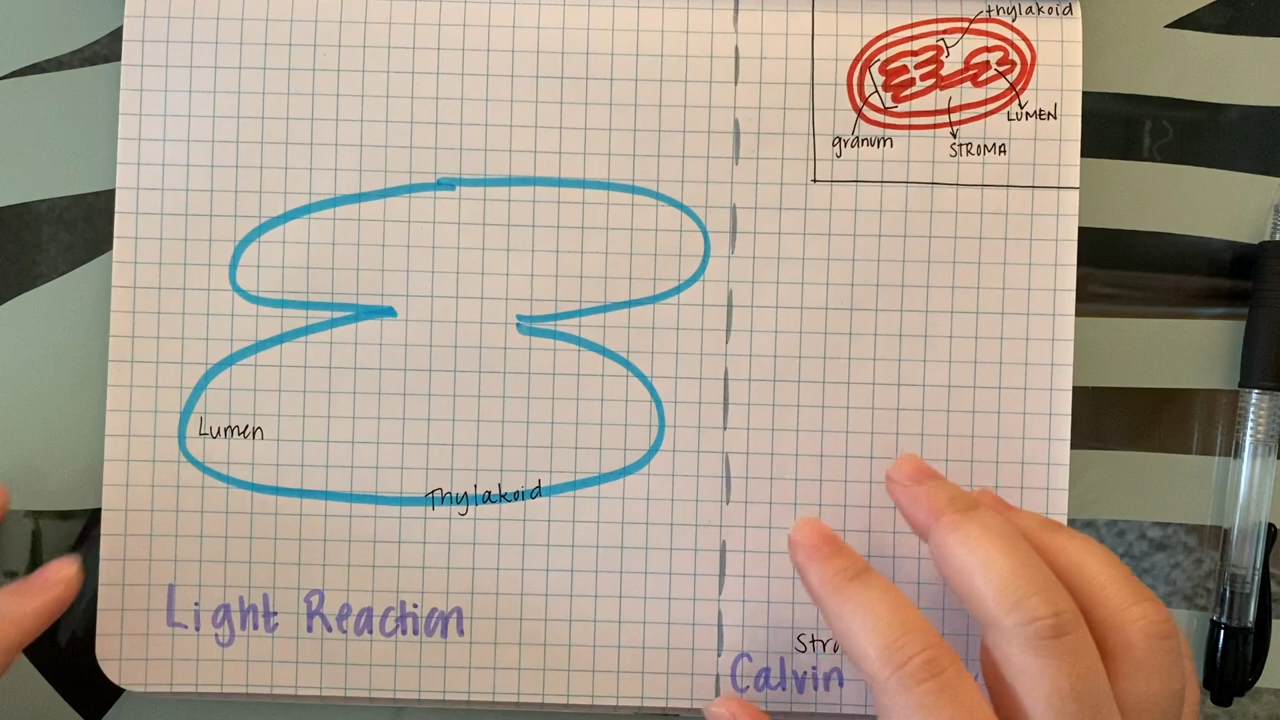 thylakoid
LUMEN
granum
STROMA
Lumen
Thylakoid
Light Reaction
Calvin